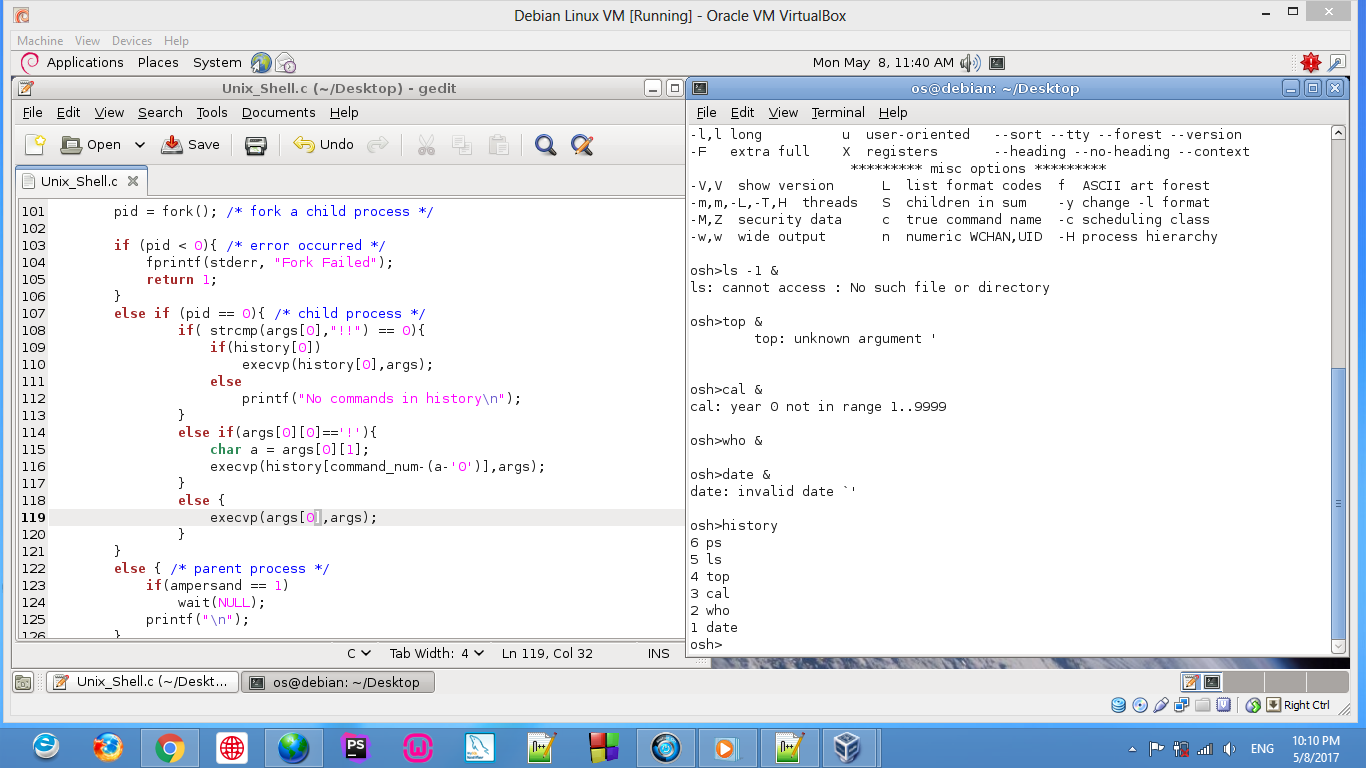 Debian Linux VM [Running] - Oracle VM VirtualBox
Machine View Devices Help
Applications Places System Mon May 8, 11:40 AM
Unix_Shell.c (~/Desktop) - gedit
File Edit View Search Tools Documents Help
Open Save Undo
Unix_Shell.c
101 pid = fork(); /* fork a child process */
102
103 if (pid < 0){ /* error occurred */
104 fprintf(stderr, "Fork Failed");
105 return 1;
106 }
107 else if (pid == 0){ /* child process */
108 if( strcmp(args[0],"!!") == 0){
109 if(history[0])
110 execvp(history[0],args);
111 else
112 printf("No commands in history\n");
113 }
114 else if(args[0][0]=='!'){
115 char a = args[0][1];
116 execvp(history[command_num-(a-'0')],args);
117 }
118 else {
119 execvp(args[0],args);
120 }
121 }
122 else { /* parent process */
123 if(ampersand == 1)
124 wait(NULL);
125 printf("\n");
126 }
C Tab Width: 4 Ln 119, Col 32 INS
os@debian: ~/Desktop
File Edit View Terminal Help
-l,l long u user-oriented --sort --tty --forest --version
-F extra full X registers --heading --no-heading --context
********* misc options *********
-V,V show version L list format codes f ASCII art forest
-m,m,-L,-T,H threads S children in sum -y change -l format
-M,Z security data c true command name -c scheduling class
-w,w wide output n numeric WCHAN,UID -H process hierarchy
osh>ls -1 &
ls: cannot access : No such file or directory
osh>top &
top: unknown argument '
osh>cal &
cal: year 0 not in range 1..9999
osh>who &
osh>date &
date: invalid date `'
osh>history
6 ps
5 ls
4 top
3 cal
2 who
1 date
osh>
Unix_Shell.c (~/Deskt... os@debian: ~/Desktop
Right Ctrl
PS
ENG
10:10 PM
5/8/2017